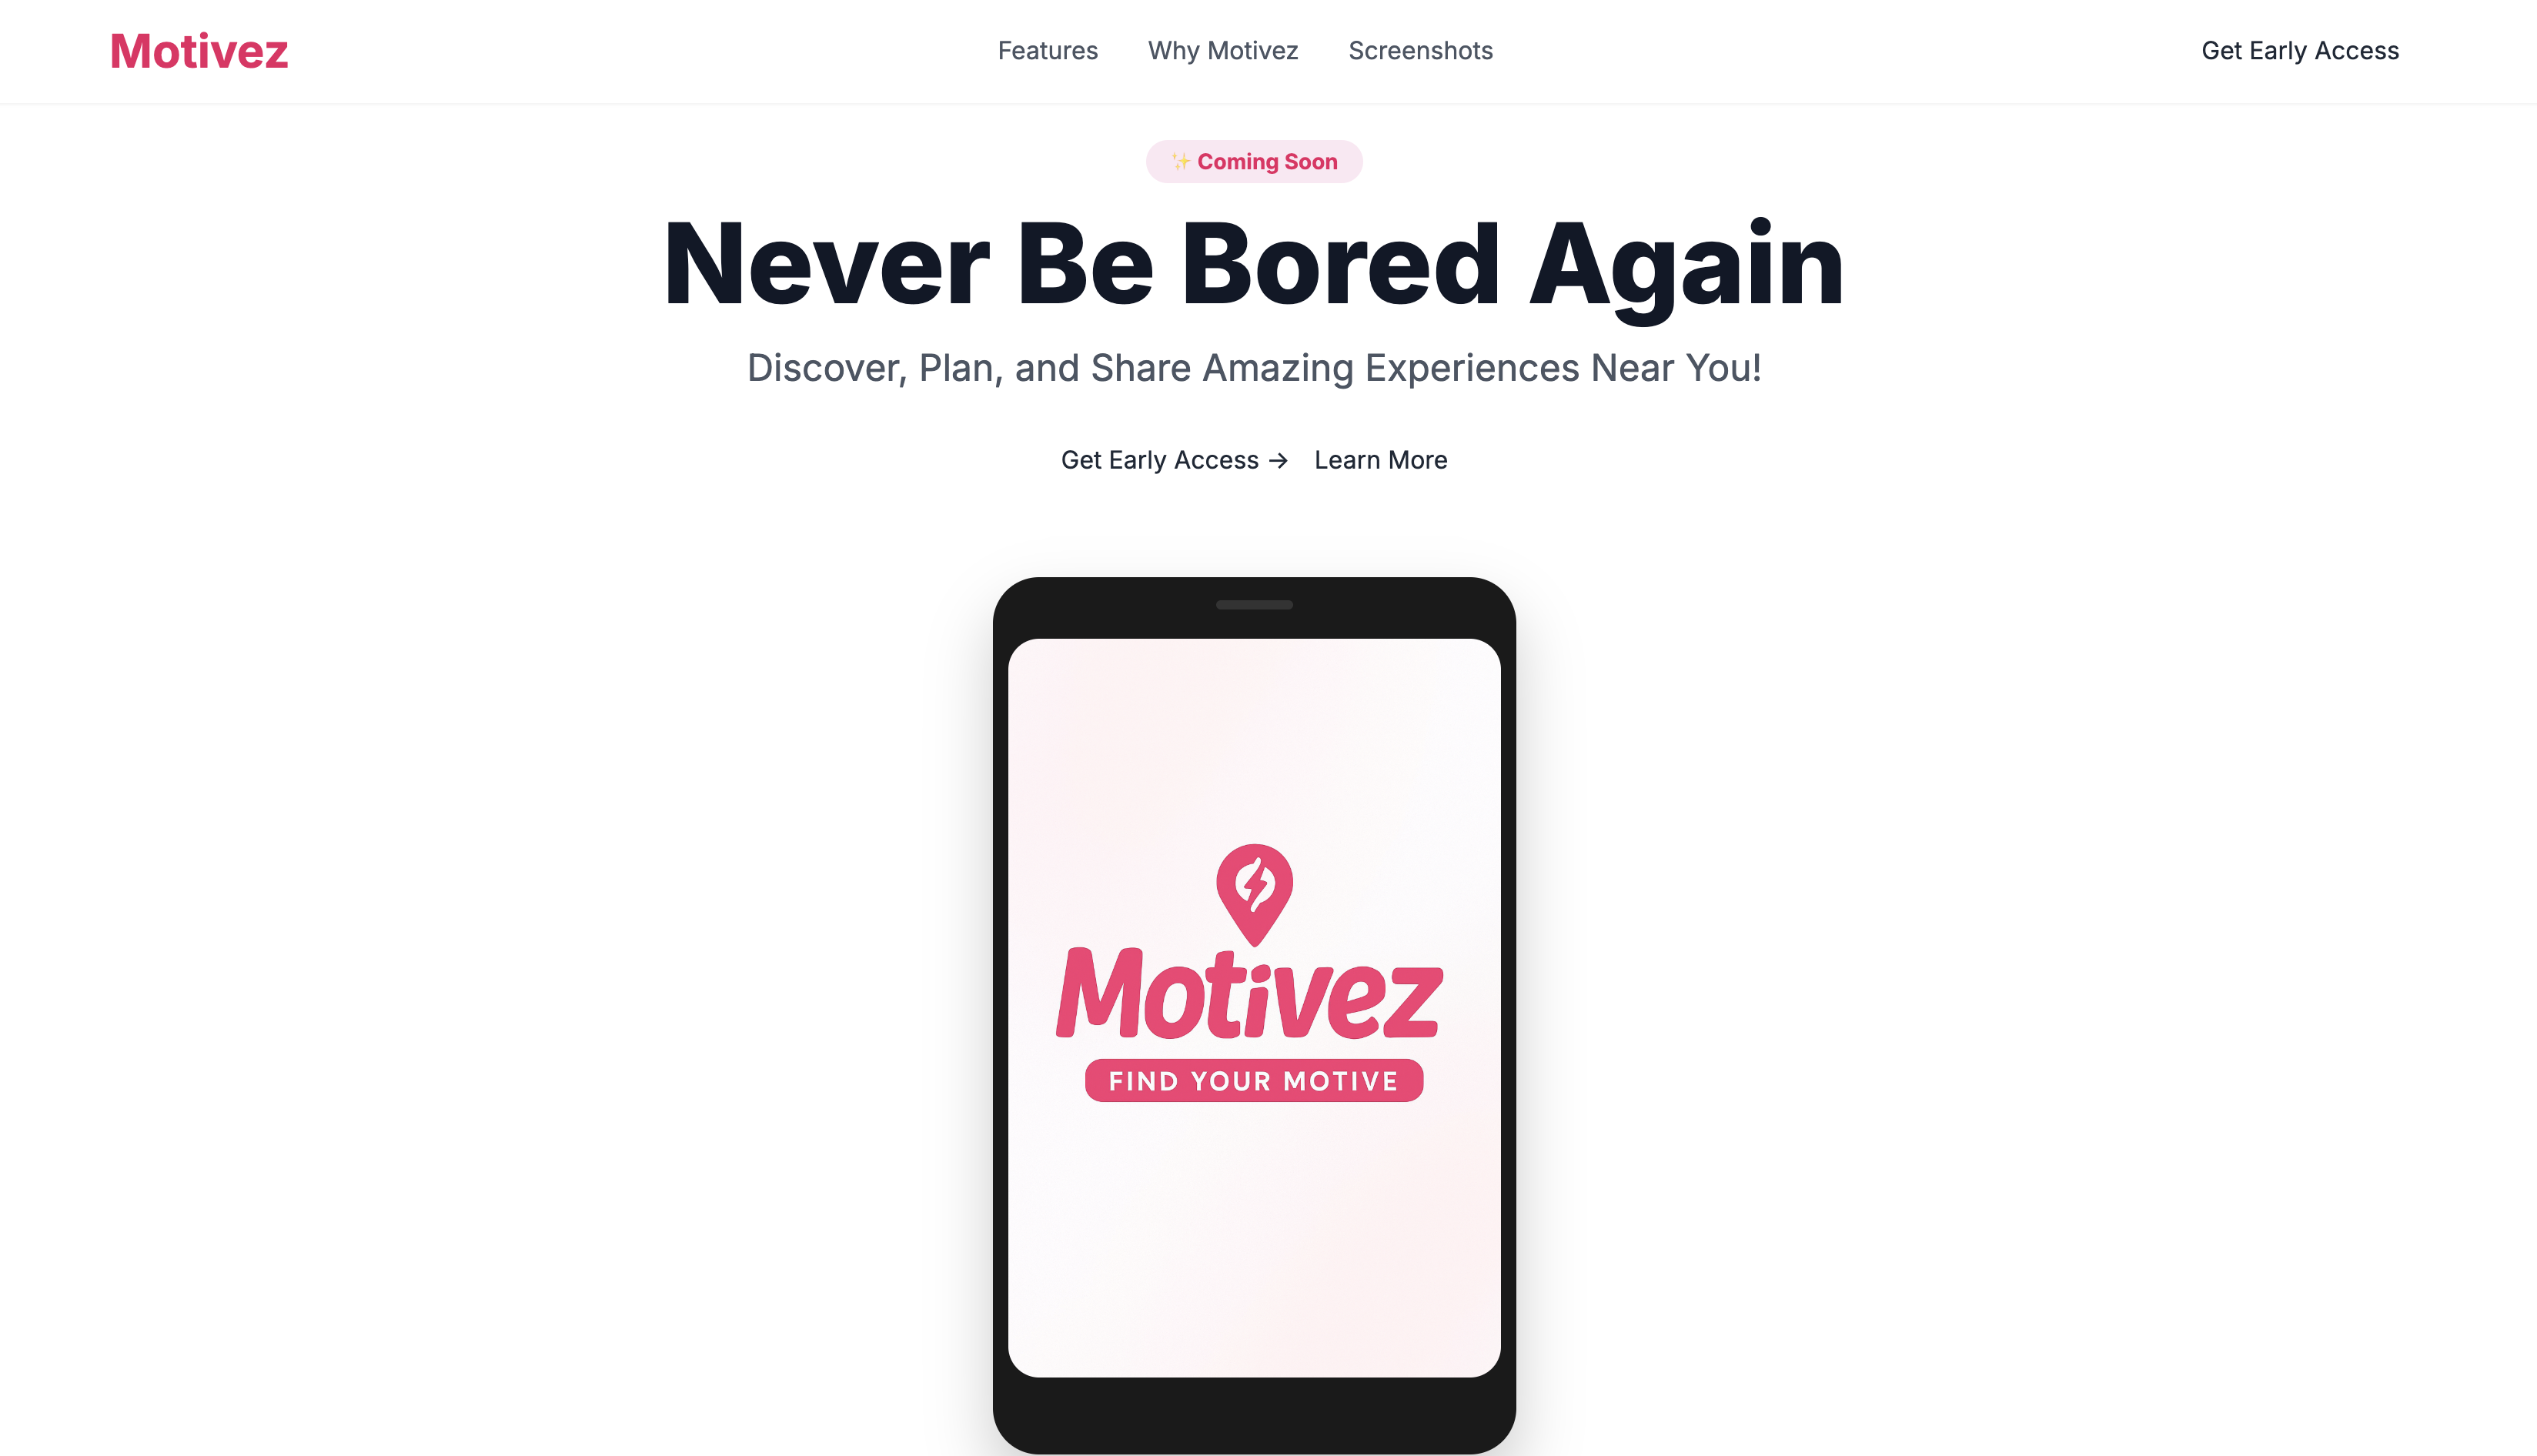 Motivez
Features
Why Motivez
Screenshots
Get Early Access
✨ Coming Soon
Never Be Bored Again
Discover, Plan, and Share Amazing Experiences Near You!
Get Early Access →
Learn More
Motivez
FIND YOUR MOTIVE